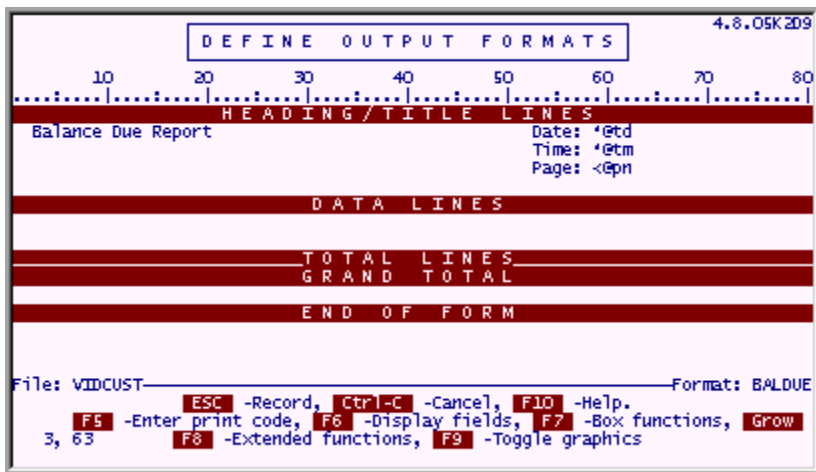 4.8.05K2D9
DEFINE OUTPUT FORMATS
10 20 30 40 50 60 70 80
....:....|....:....|....:....|....:....|....:....|....:....|....:....|....:....|
HEADING/TITLE LINES
Balance Due Report Date: '@td
Time: '@tm
Page: <@pn
DATA LINES
TOTAL LINES
GRAND TOTAL
END OF FORM
File: VIDCUST Format: BALDUE
ESC -Record, Ctrl-C -Cancel, F10 -Help.
F5 -Enter print code, F6 -Display fields, F7 -Box functions, Grow
3, 63 F8 -Extended functions, F9 -Toggle graphics